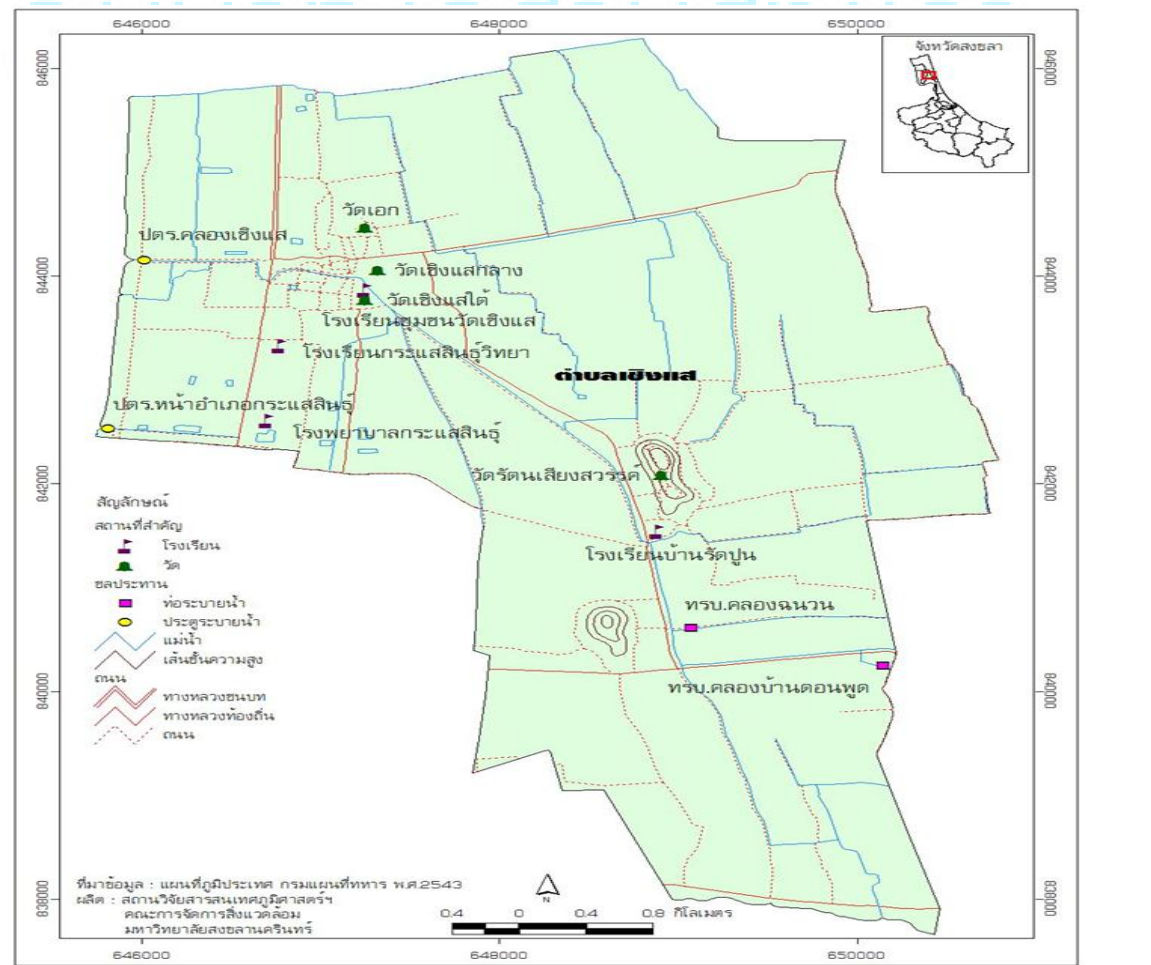 646000 648000 650000
จังหวัดสงขลา
846000 846000
วัดเอก
ปตร.คลองเชิงแส
วัดเชิงแสกลาง
844000 844000
วัดเชิงแสใต้
โรงเรียนชุมชนวัดเชิงแส
โรงเรียนกระแสสินธุ์วิทยา
ตำบลเชิงแส
ปตร.หน้าอำเภอกระแสสินธุ์
โรงพยาบาลกระแสสินธุ์
วัดรัตนเสียงสวรรค์
842000 842000
สัญลักษณ์
สถานที่สำคัญ
โรงเรียน
วัด
ชลประทาน
ท่อระบายน้ำ
ประตูระบายน้ำ
แม่น้ำ
เส้นชั้นความสูง
ถนน
ทางหลวงชนบท
ทางหลวงท้องถิ่น
ถนน
โรงเรียนบ้านรัดปูน
ทรบ.คลองฉนวน
ทรบ.คลองบ้านดอนพูด
840000 840000
ที่มาข้อมูล : แผนที่ภูมิประเทศ กรมแผนที่ทหาร พ.ศ.2543
ผลิต : สถานวิจัยสารสนเทศภูมิศาสตร์ฯ
คณะการจัดการสิ่งแวดล้อม
มหาวิทยาลัยสงขลานครินทร์
N
0.4 0 0.4 0.8 กิโลเมตร
838000 838000
646000 648000 650000